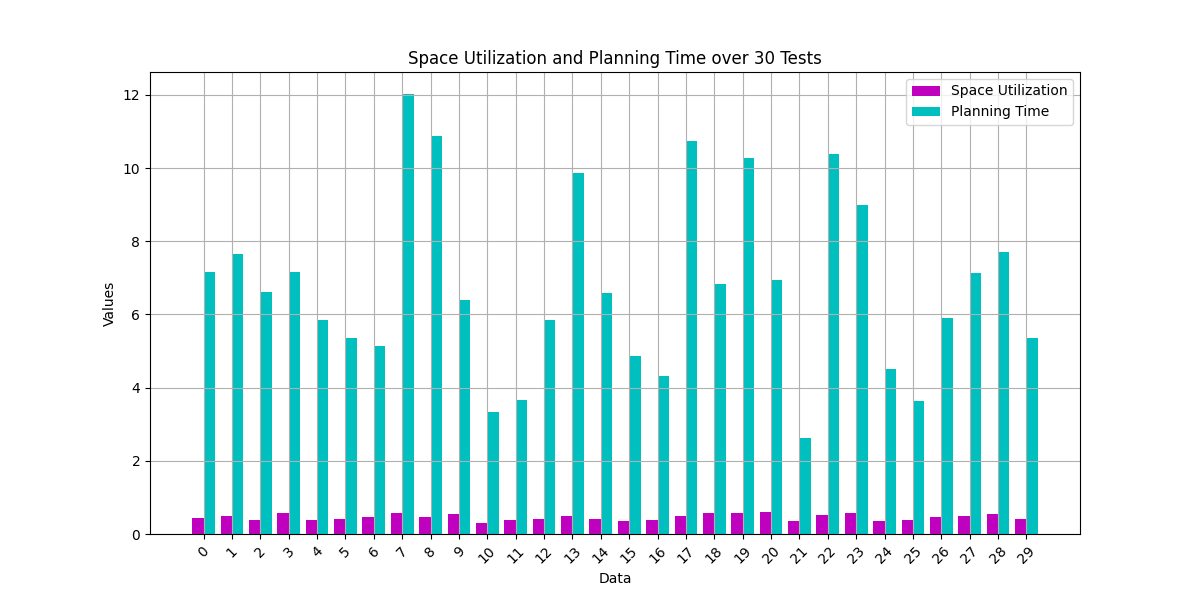 Space Utilization and Planning Time over 30 Tests
Space Utilization
Planning Time
12
10
8
6
4
2
0
Values
0 1 2 3 4 5 6 7 8 9 10 11 12 13 14 15 16 17 18 19 20 21 22 23 24 25 26 27 28 29
Data